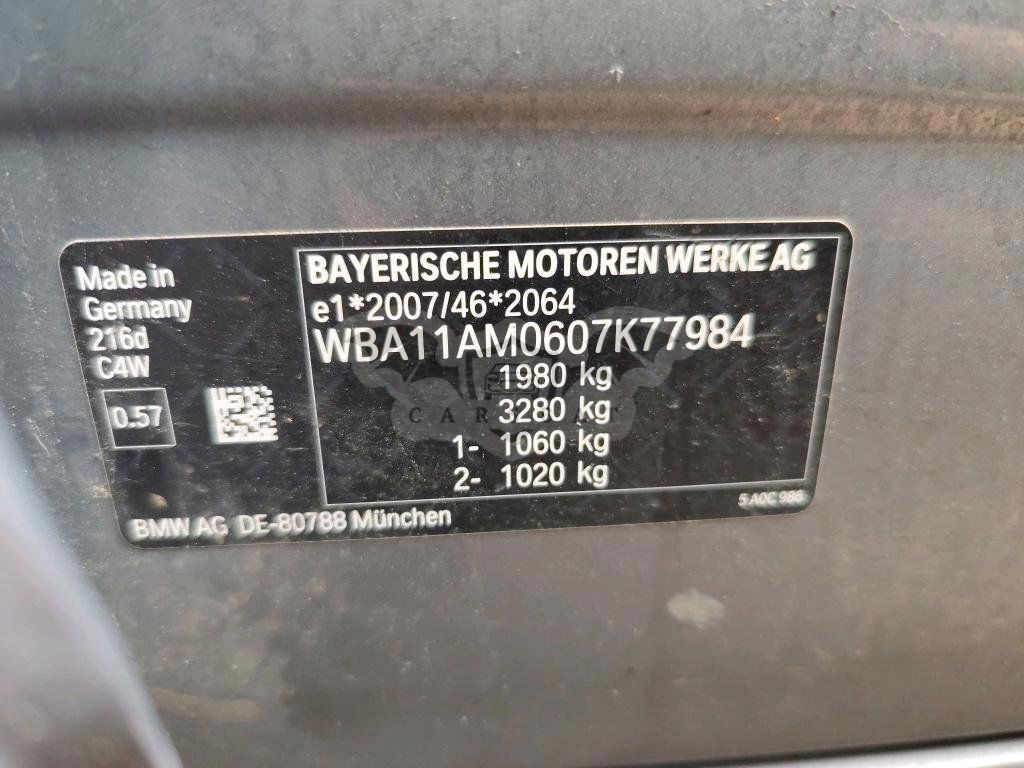 Made in
Germany
216d
C4W
0.57
BAYERISCHE MOTOREN WERKE AG
e1*2007/46*2064
WBA11AM0607K77984
1980 kg
3280 kg
1- 1060 kg
2- 1020 kg
5 A0C 986
BMW AG DE-80788 München